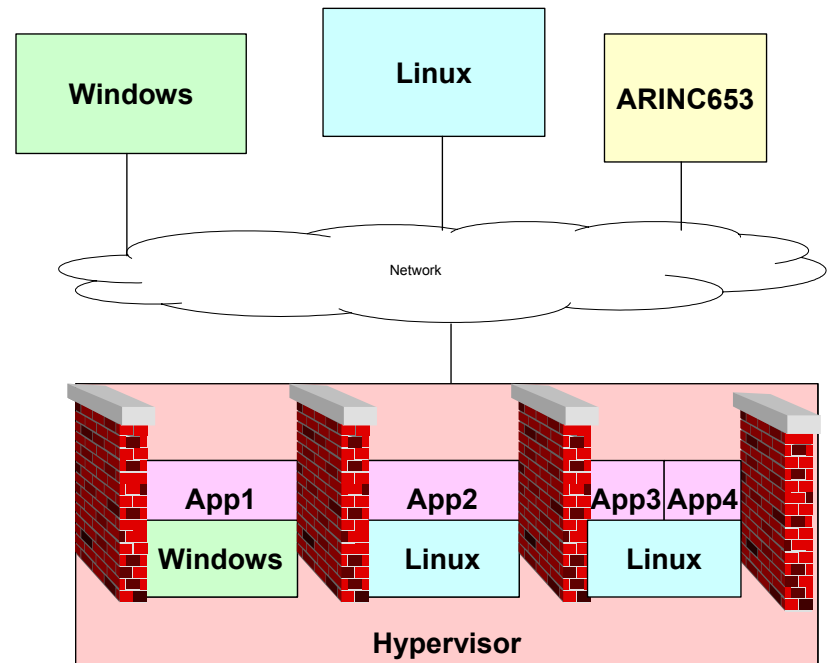 Windows
Linux
ARINC653
Network
App1
App2
App3
App4
Windows
Linux
Linux
Hypervisor